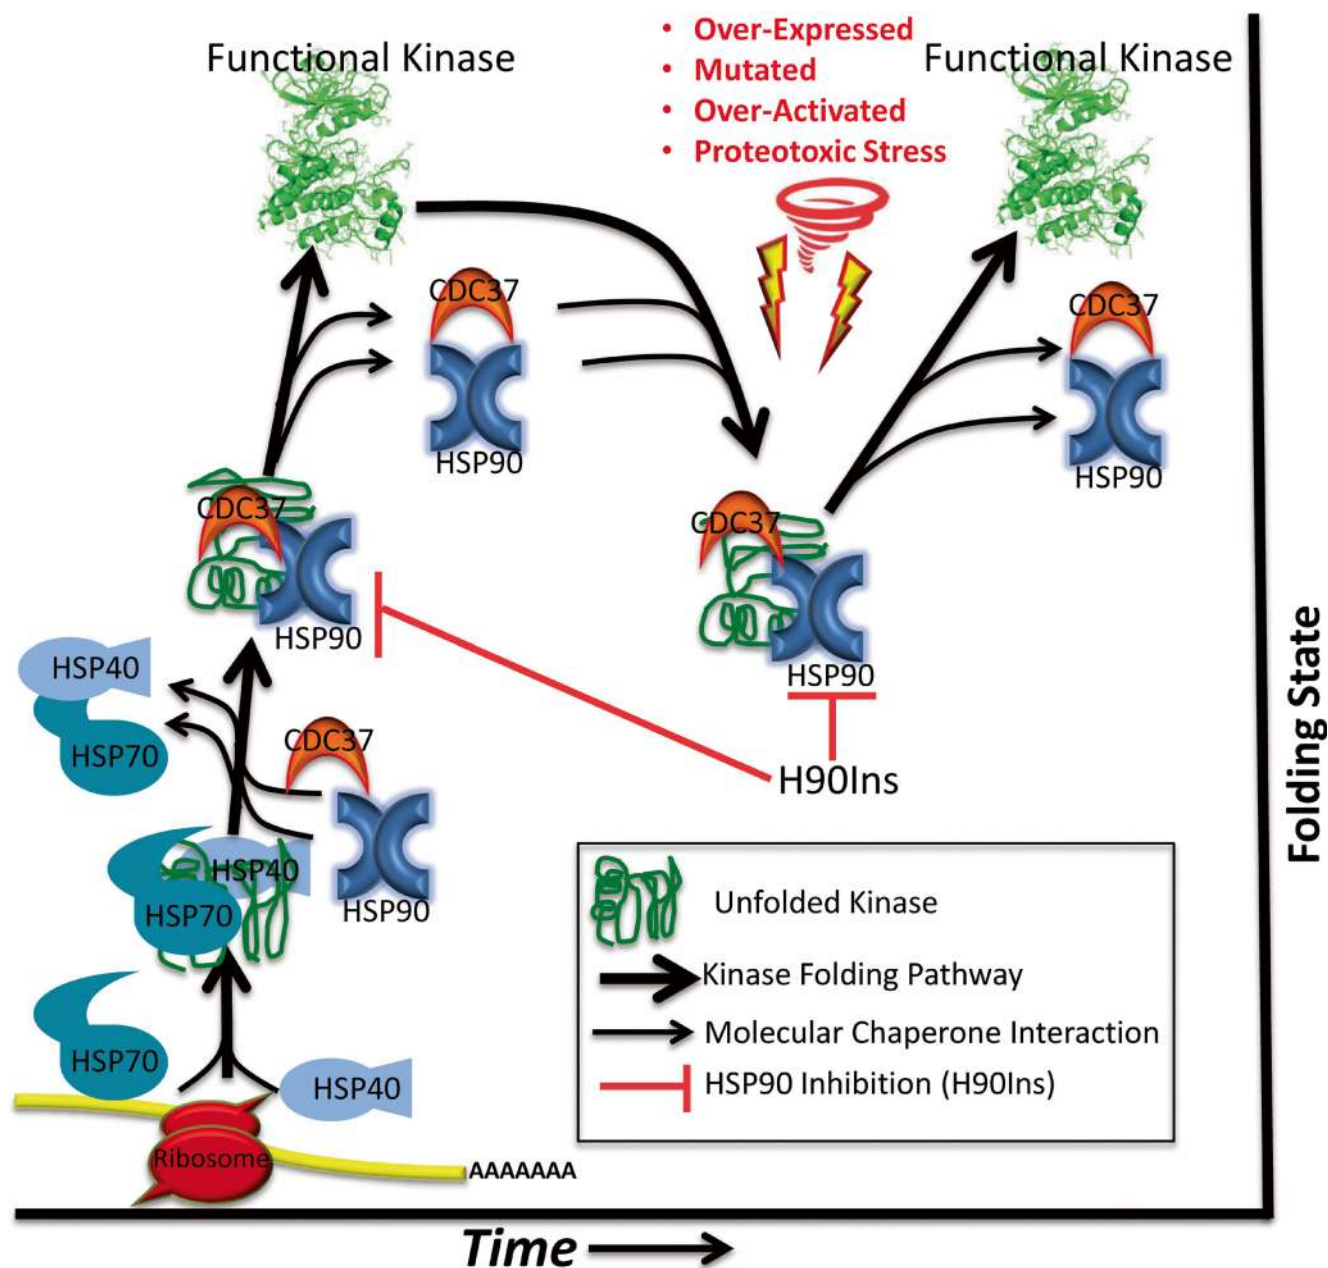 • Over-Expressed
• Mutated
• Over-Activated
• Proteotoxic Stress
Functional Kinase
Functional Kinase
CDC37
HSP90
CDC37
HSP90
CDC37
HSP90
CDC37
HSP90
HSP40
HSP70
CDC37
HSP90
HSP40
HSP70
HSP70
HSP40
Ribosome
AAAAAAA
H90Ins
Unfolded Kinase
Kinase Folding Pathway
Molecular Chaperone Interaction
HSP90 Inhibition (H90Ins)
Folding State
Time